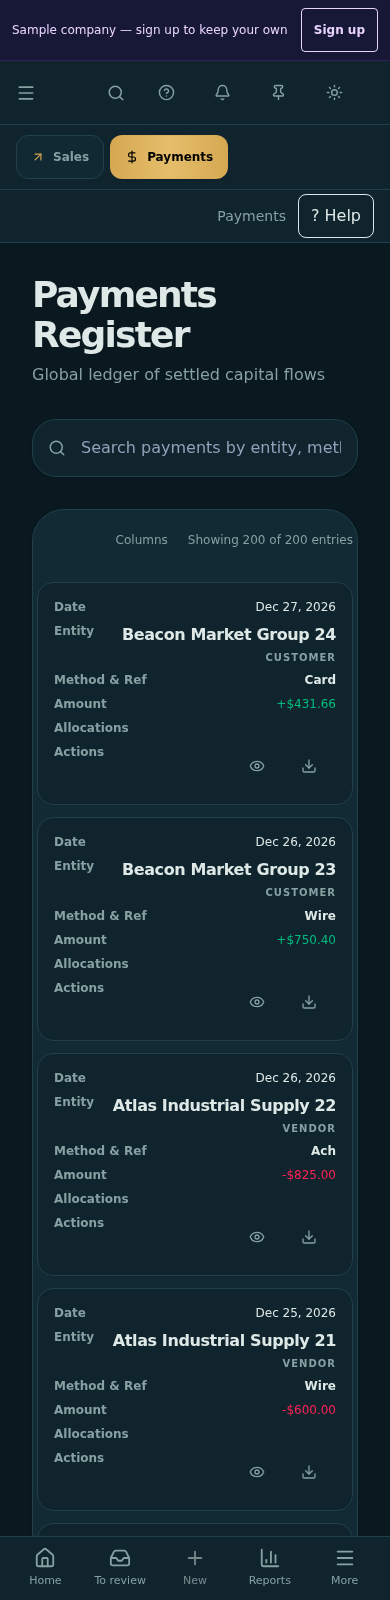 Sample company — sign up to keep your own
Sign up
Sales
Payments
Payments
? Help
Payments
Register
Global ledger of settled capital flows
Search payments by entity, met
Columns
Showing 200 of 200 entries
Date
Dec 27, 2026
Entity
Beacon Market Group 24
CUSTOMER
Method & Ref
Card
Amount
+$431.66
Allocations
Actions
Date
Dec 26, 2026
Entity
Beacon Market Group 23
CUSTOMER
Method & Ref
Wire
Amount
+$750.40
Allocations
Actions
Date
Dec 26, 2026
Entity
Atlas Industrial Supply 22
VENDOR
Method & Ref
Ach
Amount
-$825.00
Allocations
Actions
Date
Dec 25, 2026
Entity
Atlas Industrial Supply 21
VENDOR
Method & Ref
Wire
Amount
-$600.00
Allocations
Actions
Home
To review
New
Reports
More